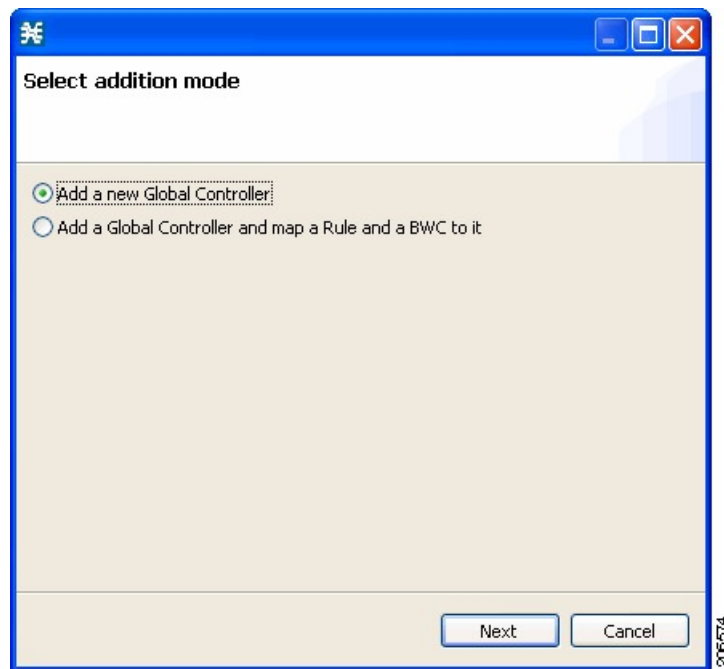 Select addition mode
Add a new Global Controller
Add a Global Controller and map a Rule and a BWC to it
Next
Cancel